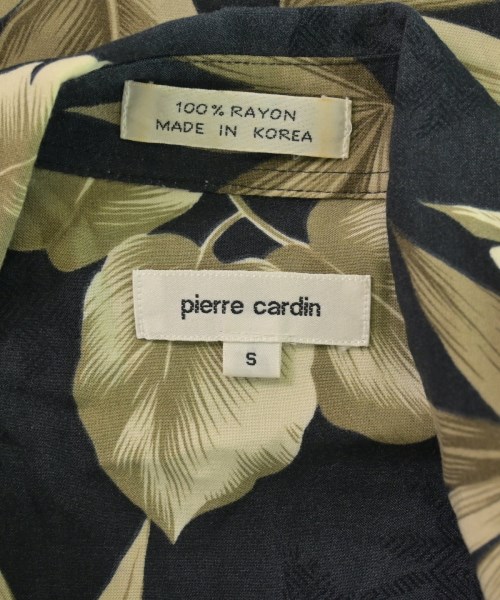 100% RAYON
MADE IN KOREA
pierre cardin
S